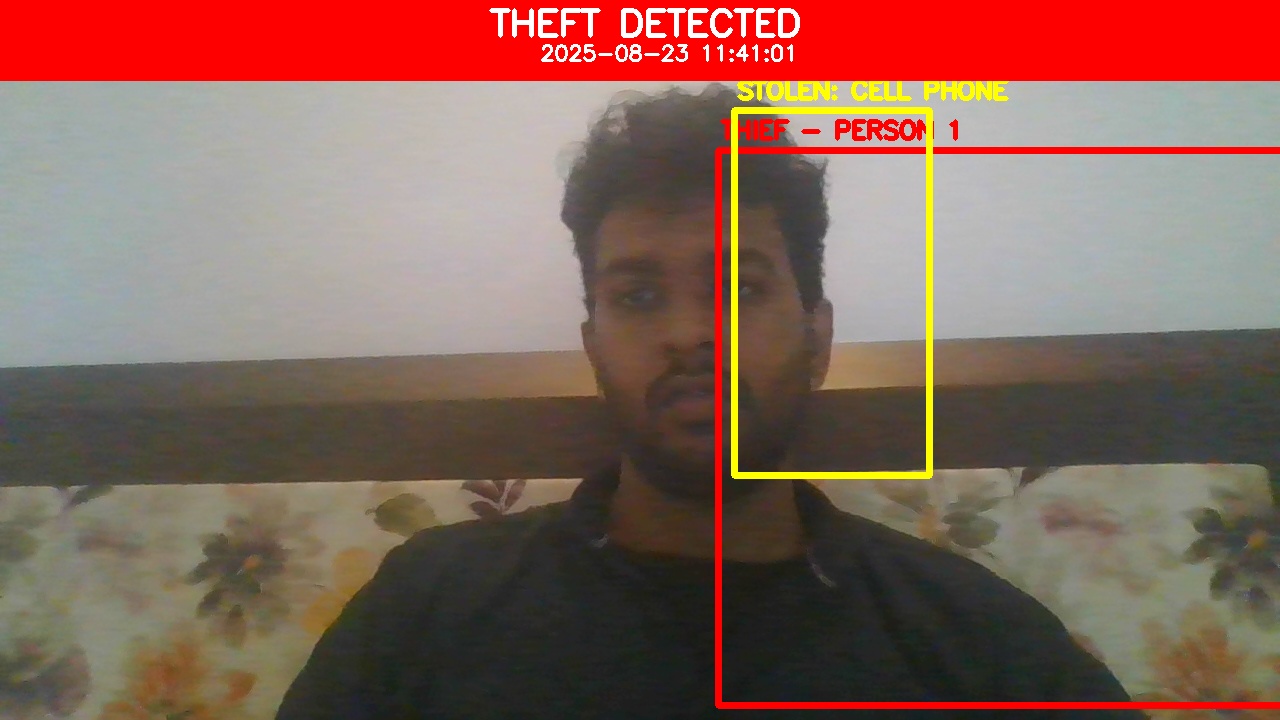 THEFT DETECTED
2025-08-23 11:41:01
STOLEN: CELL PHONE
THIEF - PERSON 1